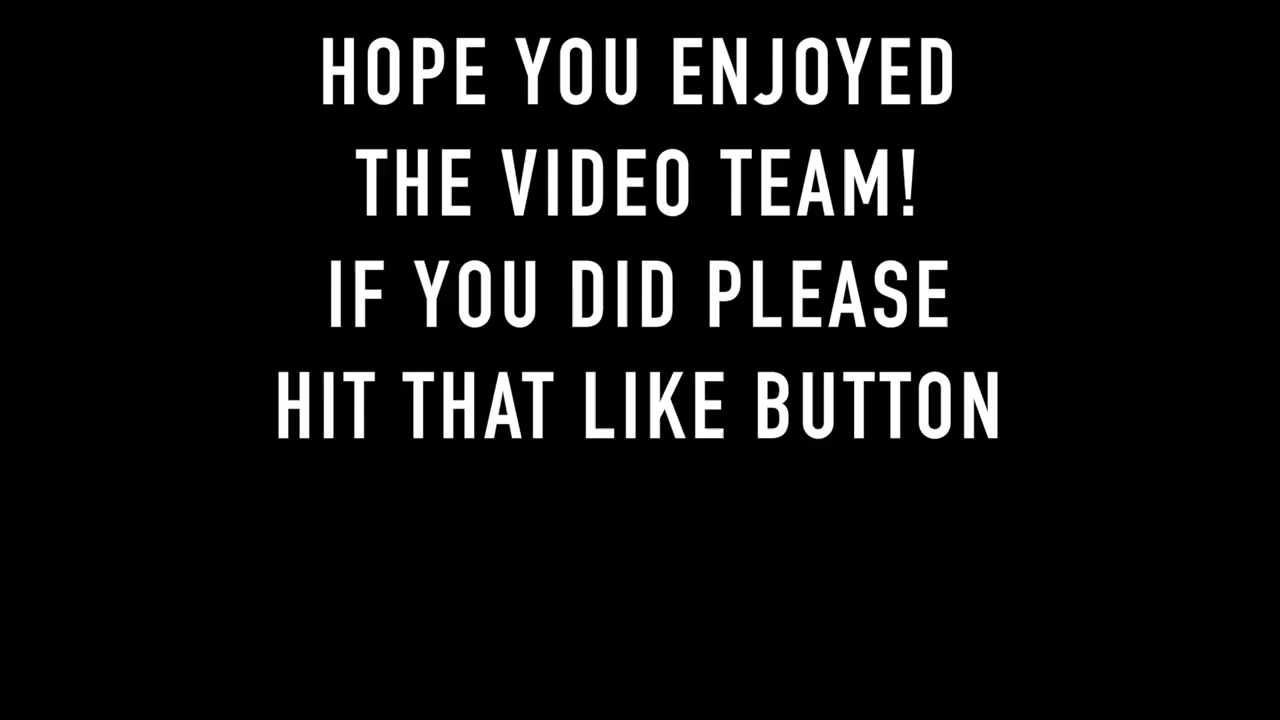 HOPE YOU ENJOYED
THE VIDEO TEAM!
IF YOU DID PLEASE
HIT THAT LIKE BUTTON